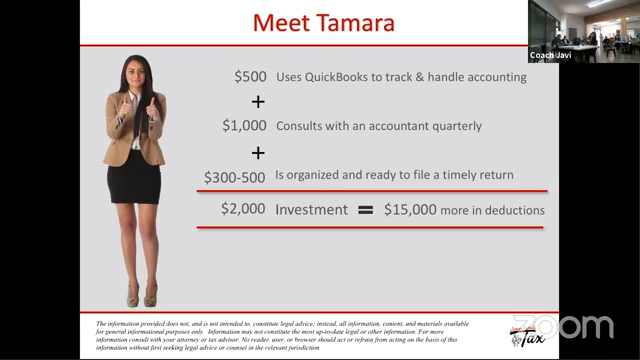 Meet Tamara
Coach Javi
$500 Uses QuickBooks to track & handle accounting
+
$1,000 Consults with an accountant quarterly
+
$300-500 Is organized and ready to file a timely return
$2,000 Investment = $15,000 more in deductions
The information provided does not, and is not intended to, constitute legal advice; instead, all information, content, and materials available
for general informational purposes only. Information may not constitute the most up-to-date legal or other information. For more
information consult with your attorney or tax advisor. No reader, user, or browser should act or refrain from acting on the basis of this
information without first seeking legal advice or counsel in the relevant jurisdiction.
Tax
zoom